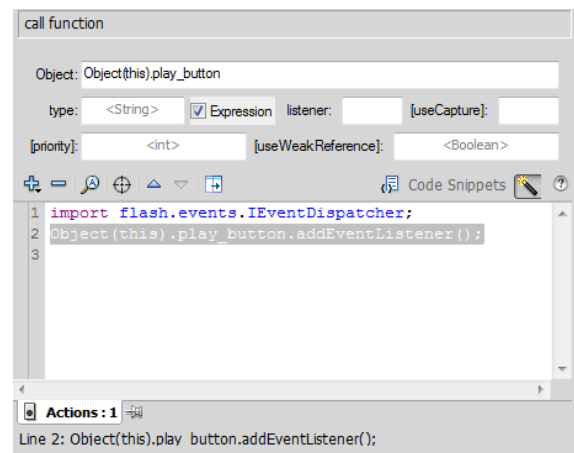 call function
Object: Object(this).play_button
type: <String> Expression listener: [useCapture]:
[priority]: <int> [useWeakReference]: <Boolean>
Code Snippets ?
1 import flash.events.IEventDispatcher;
2 Object(this).play_button.addEventListener();
3
Actions : 1
Line 2: Object(this).play_button.addEventListener();